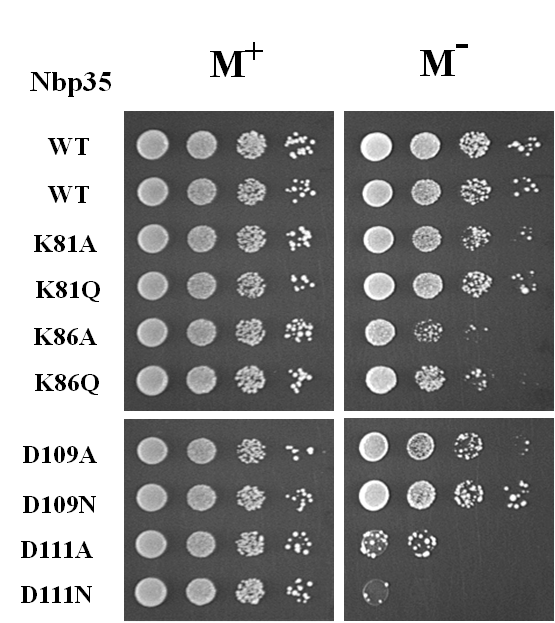 M+ M-
Nbp35
WT
WT
K81A
K81Q
K86A
K86Q
D109A
D109N
D111A
D111N